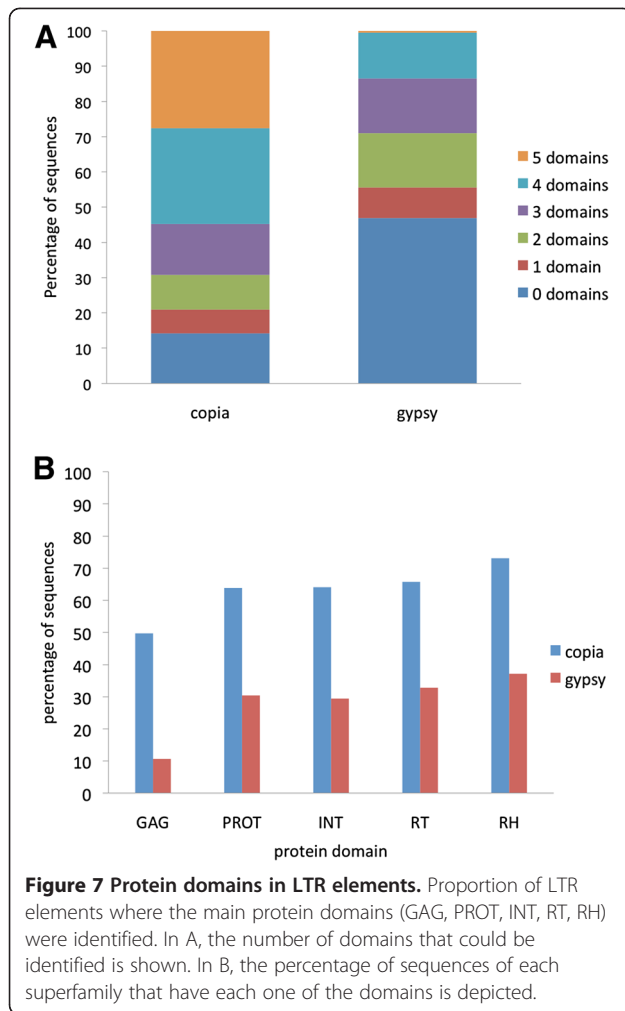 A
100
90
80
70
60
50
40
30
20
10
0
Percentage of sequences
copia
gypsy
5 domains
4 domains
3 domains
2 domains
1 domain
0 domains
B
100
90
80
70
60
50
40
30
20
10
0
percentage of sequences
GAG
PROT
INT
RT
RH
protein domain
copia
gypsy
Figure 7 Protein domains in LTR elements. Proportion of LTR
elements where the main protein domains (GAG, PROT, INT, RT, RH)
were identified. In A, the number of domains that could be
identified is shown. In B, the percentage of sequences of each
superfamily that have each one of the domains is depicted.